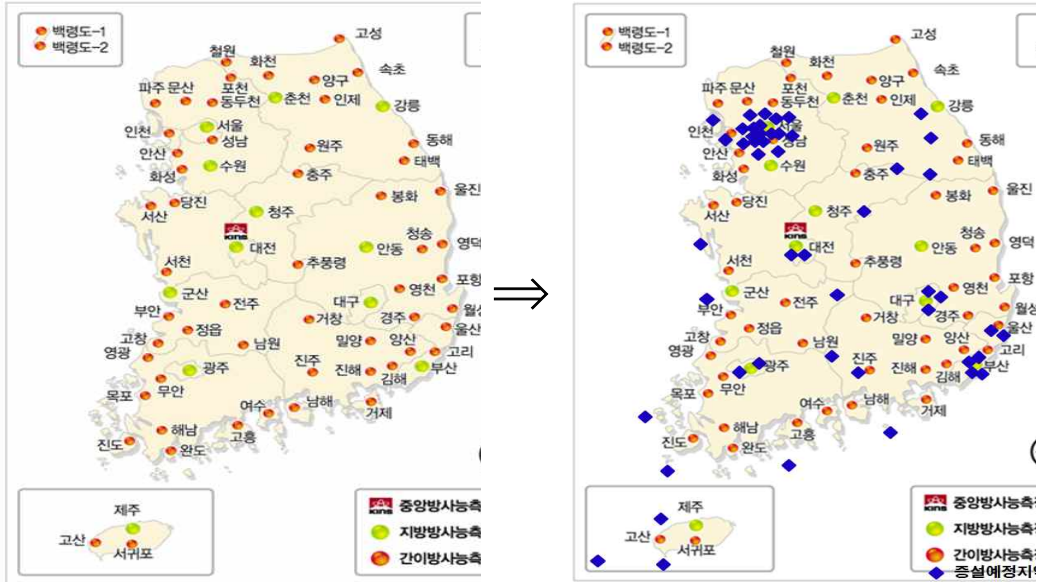 백령도-1
백령도-2
고성
철원
화천
속초
파주 문산
포천
양구
동두천
춘천
인제
강릉
인천
서울
성남
동해
안산
원주
태백
화성
수원
충주
울진
서산
당진
청주
봉화
KINS
대전
안동
청송
영덕
서천
추풍령
포항
군산
전주
대구
영천
부안
거창
경주
월성
고창
정읍
밀양
양산
울산
영광
남원
고리
광주
진주
진해
김해
부산
무안
목포
여수
남해
거제
진도
해남
완도
고흥
제주
고산
서귀포
KINS 중앙방사능측
지방방사능측
간이방사능측
백령도-1
백령도-2
고성
철원
화천
속초
파주 문산
포천
양구
동두천
춘천
인제
강릉
인천
서울
성남
동해
안산
원주
태백
화성
수원
충주
울진
서산
당진
청주
봉화
KINS
대전
안동
청송
영덕
서천
추풍령
포항
군산
전주
대구
영천
부안
거창
경주
고창
정읍
밀양
양산
울산
영광
남원
고리
광주
진주
진해
김해
부산
무안
목포
여수
남해
거제
진도
해남
완도
고흥
제주
고산
서귀포
KINS 중앙방사능측
지방방사능측
간이방사능측
증설예정지역